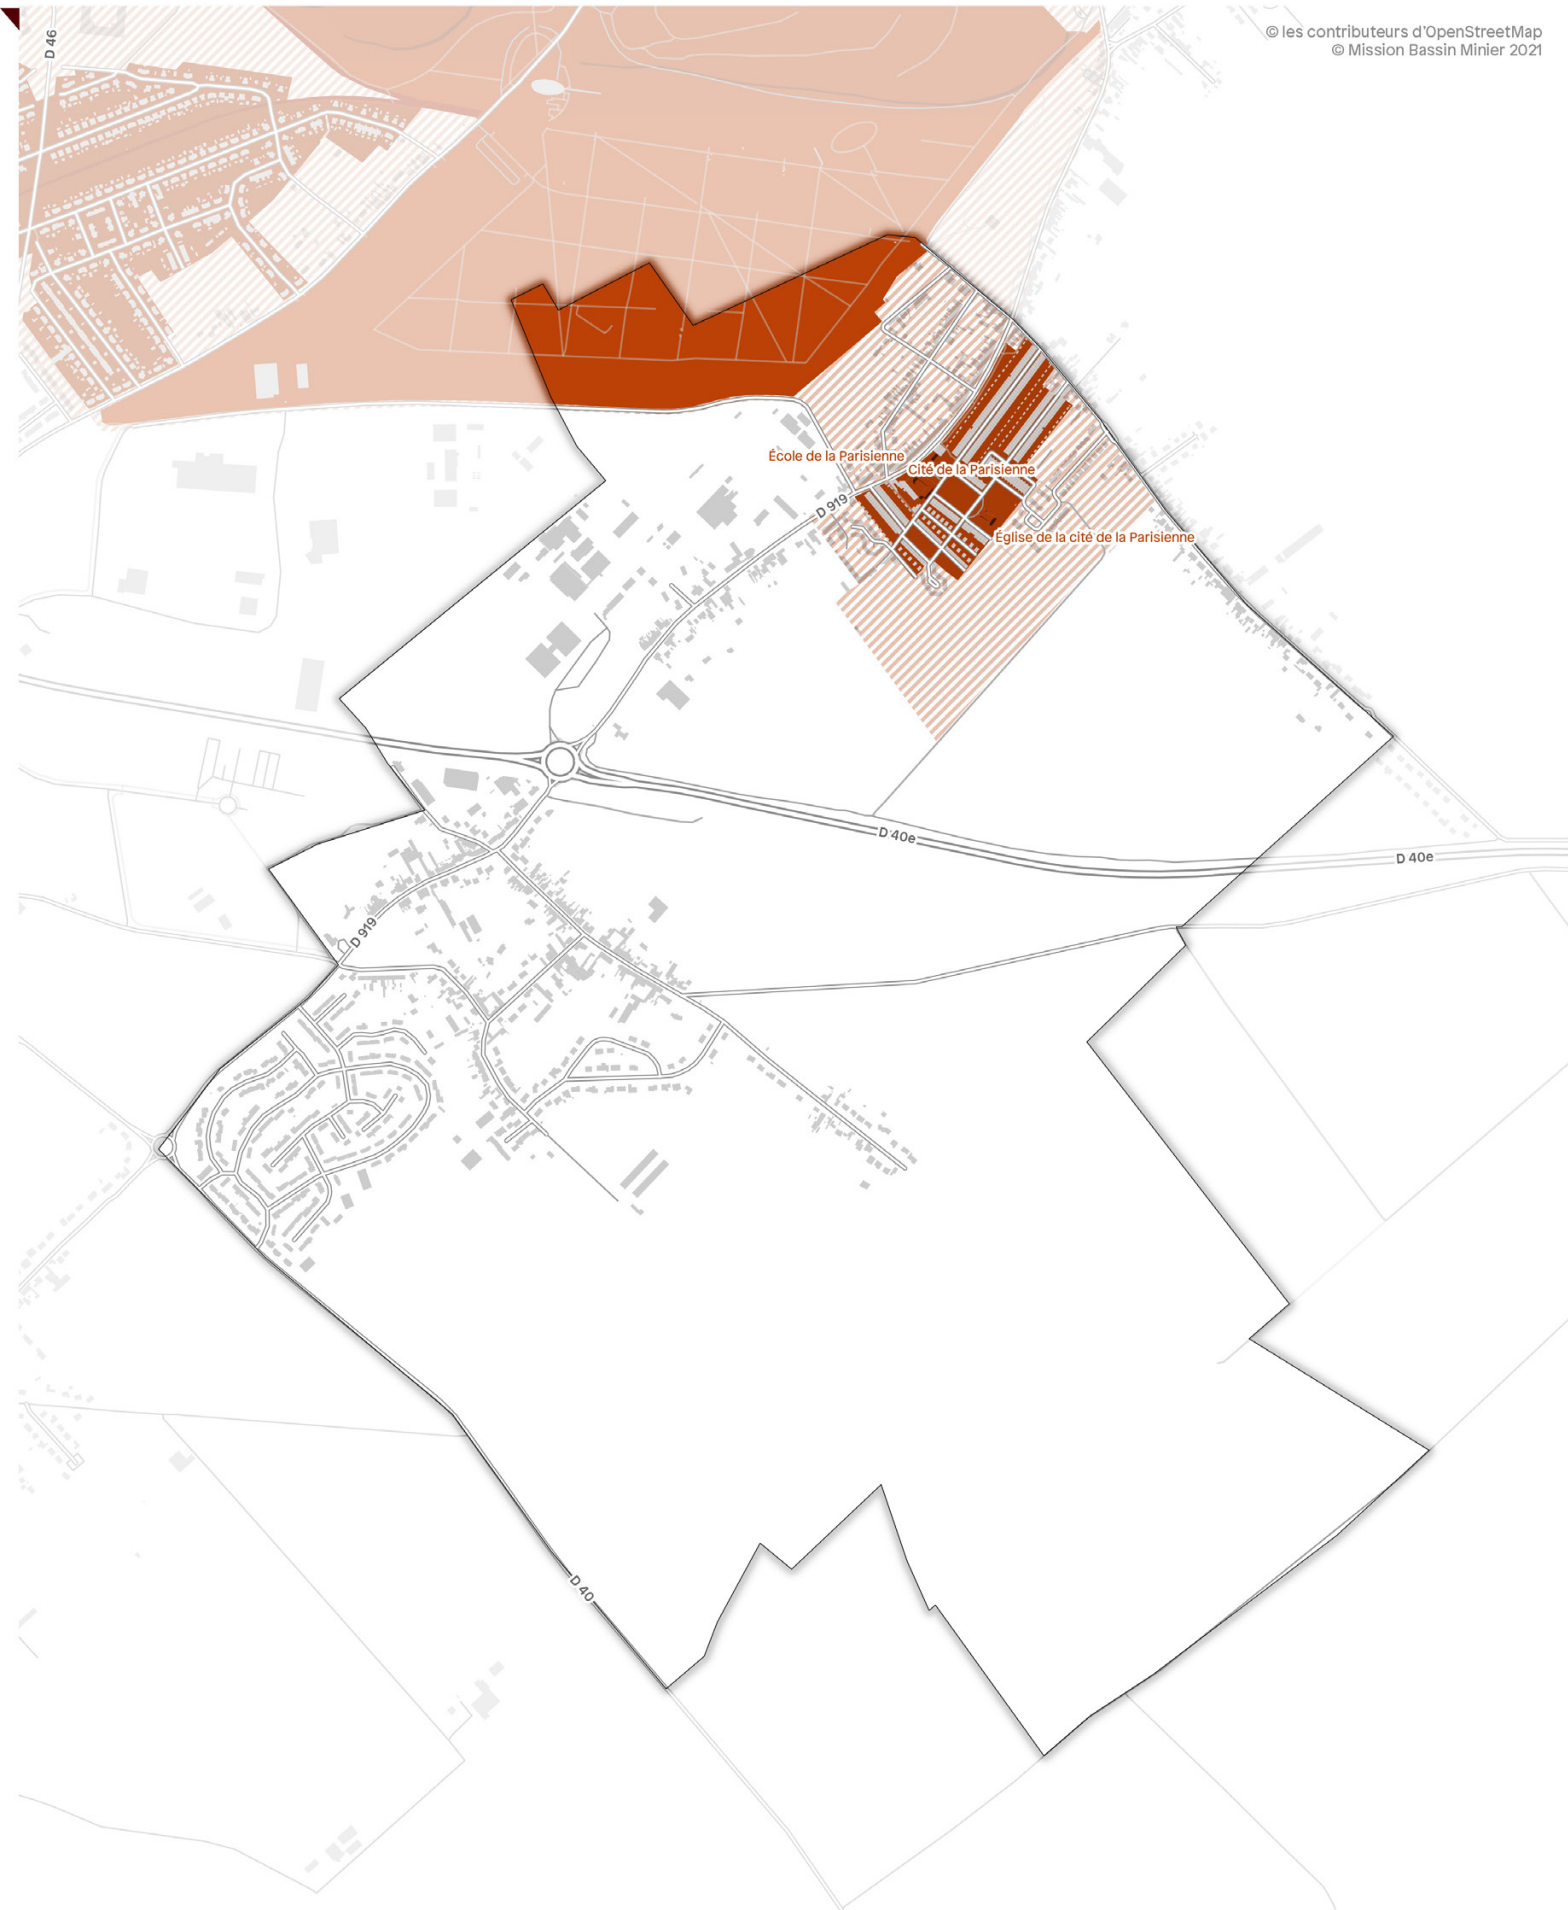 D 46
© les contributeurs d'OpenStreetMap
© Mission Bassin Minier 2021
École de la Parisienne
Cité de la Parisienne
D 919
Église de la cité de la Parisienne
D 40e
D 40e
D 919
D 40